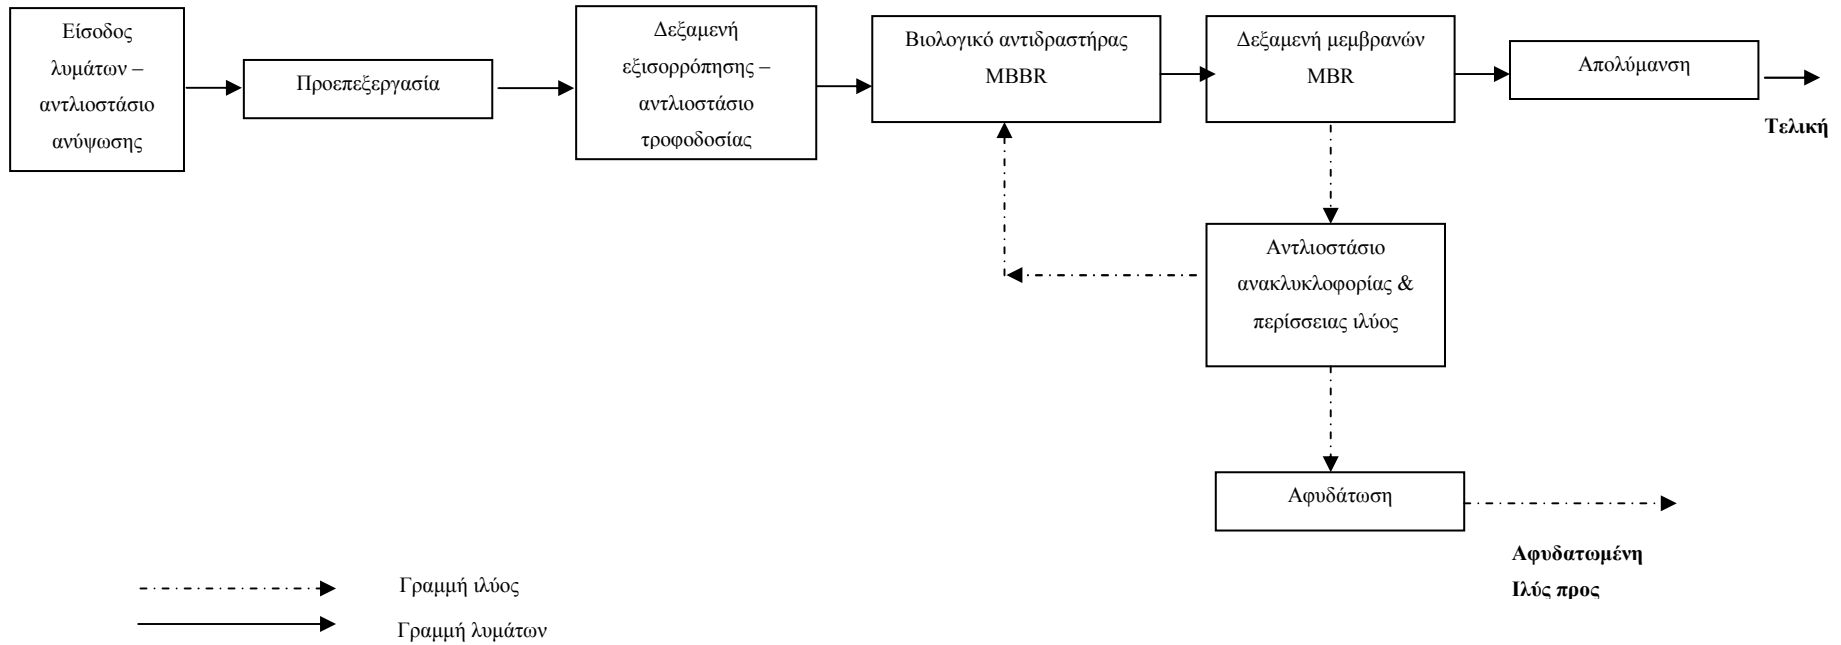 Είσοδος
λυμάτων –
αντλιοστάσιο
ανύψωσης
Προεπεξεργασία
Δεξαμενή
εξισορρόπησης –
αντλιοστάσιο
τροφοδοσίας
Βιολογικό αντιδραστήρας
MBBR
Δεξαμενή μεμβρανών
MBR
Απολύμανση
Τελική
Αντλιοστάσιο
ανακλυκλοφορίας &
περίσσειας ιλύος
Αφυδάτωση
Αφυδατωμένη
Ιλύς προς
Γραμμή ιλύος
Γραμμή λυμάτων